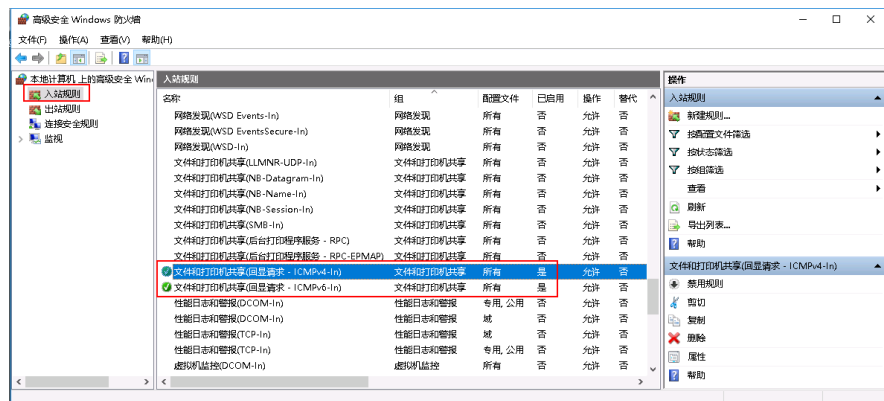 高级安全 Windows 防火墙
文件(F) 操作(A) 查看(V) 帮助(H)
本地计算机 上的高级安全 Win
入站规则
出站规则
连接安全规则
监视
入站规则
名称 组 配置文件 已启用 操作 替代
网络发现(WSD Events-In) 网络发现 所有 否 允许 否
网络发现(WSD EventsSecure-In) 网络发现 所有 否 允许 否
网络发现(WSD-In) 网络发现 所有 否 允许 否
文件和打印机共享(LLMNR-UDP-In) 文件和打印机共享 所有 否 允许 否
文件和打印机共享(NB-Datagram-In) 文件和打印机共享 所有 否 允许 否
文件和打印机共享(NB-Name-In) 文件和打印机共享 所有 否 允许 否
文件和打印机共享(NB-Session-In) 文件和打印机共享 所有 否 允许 否
文件和打印机共享(SMB-In) 文件和打印机共享 所有 否 允许 否
文件和打印机共享(后台打印程序服务 - RPC) 文件和打印机共享 所有 否 允许 否
文件和打印机共享(后台打印程序服务 - RPC-EPMAP) 文件和打印机共享 所有 否 允许 否
文件和打印机共享(回显请求 - ICMPv4-In) 文件和打印机共享 所有 是 允许 否
文件和打印机共享(回显请求 - ICMPv6-In) 文件和打印机共享 所有 是 允许 否
性能日志和警报(DCOM-In) 性能日志和警报 专用, 公用 否 允许 否
性能日志和警报(DCOM-In) 性能日志和警报 域 否 允许 否
性能日志和警报(TCP-In) 性能日志和警报 域 否 允许 否
性能日志和警报(TCP-In) 性能日志和警报 专用, 公用 否 允许 否
虚拟机监控(DCOM-In) 虚拟机监控 所有 否 允许 否
操作
入站规则
新建规则...
按配置文件筛选
按状态筛选
按组筛选
查看
刷新
导出列表...
帮助
文件和打印机共享(回显请求 - ICMPv4-In)
禁用规则
剪切
复制
删除
属性
帮助